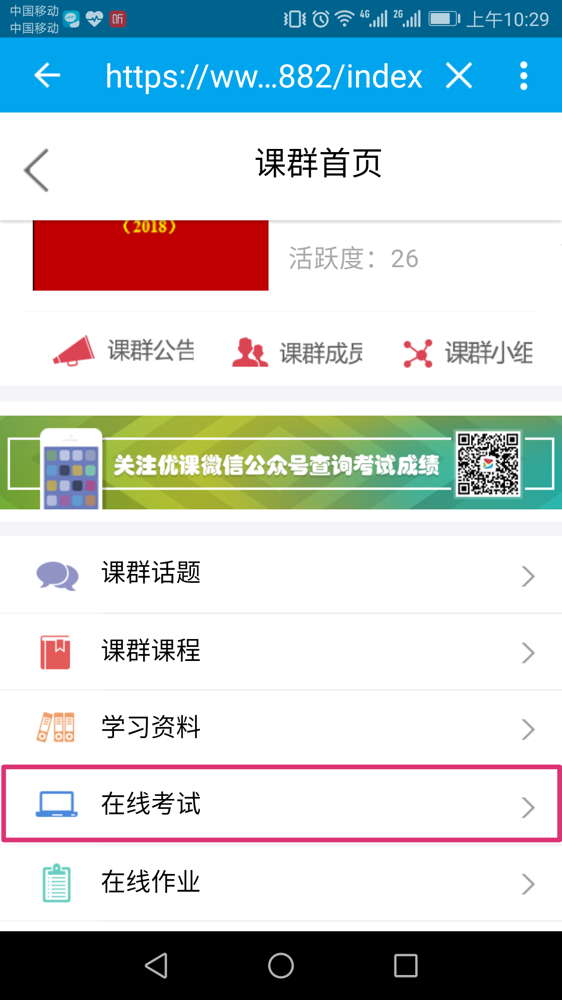 中国移动
中国移动
yiban
听
4G
2G
上午10:29
https://ww...882/index
课群首页
（2018）
活跃度：26
课群公告
课群成员
课群小组
关注优课微信公众号查询考试成绩
课群话题
课群课程
学习资料
在线考试
在线作业